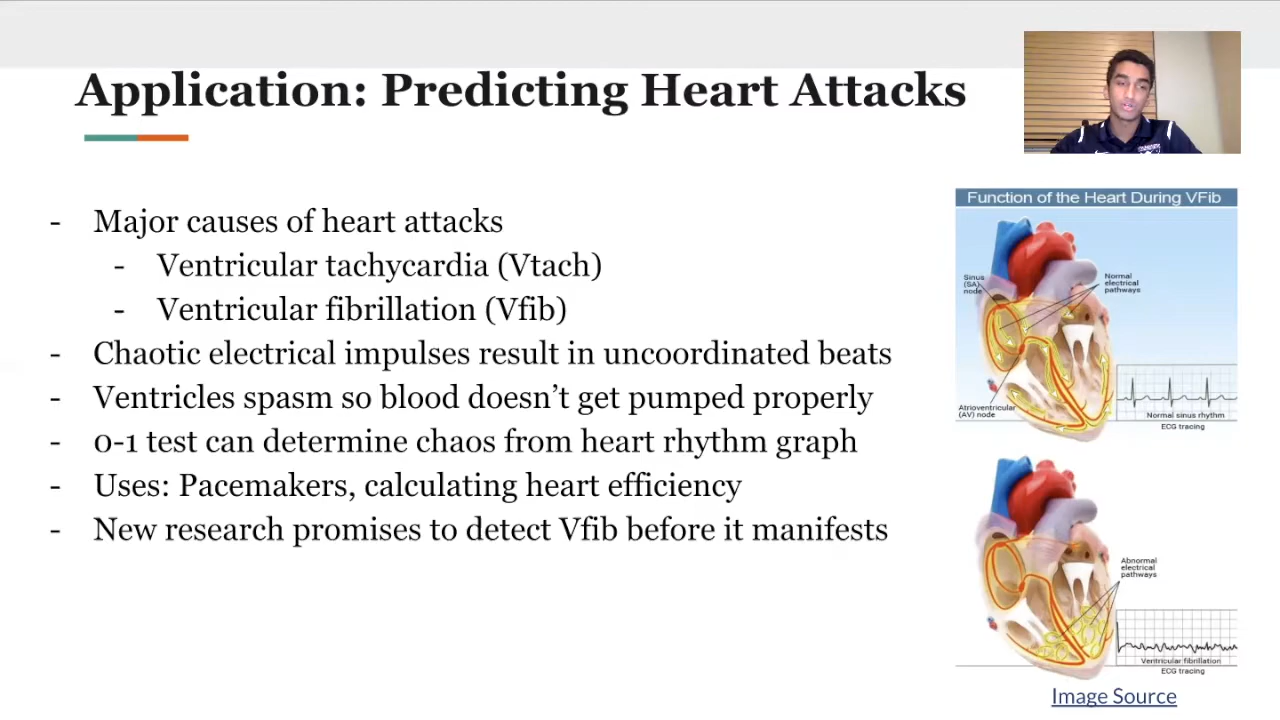 Application: Predicting Heart Attacks
- Major causes of heart attacks
- Ventricular tachycardia (Vtach)
- Ventricular fibrillation (Vfib)
- Chaotic electrical impulses result in uncoordinated beats
- Ventricles spasm so blood doesn't get pumped properly
- 0-1 test can determine chaos from heart rhythm graph
- Uses: Pacemakers, calculating heart efficiency
- New research promises to detect Vfib before it manifests
Function of the Heart During VFib
Sinus
(SA)
node
Normal
electrical
pathways
Atrioventricular
(AV) node
Normal sinus rhythm
ECG tracing
Abnormal
electrical
pathways
Ventricular fibrillation
ECG tracing
Image Source